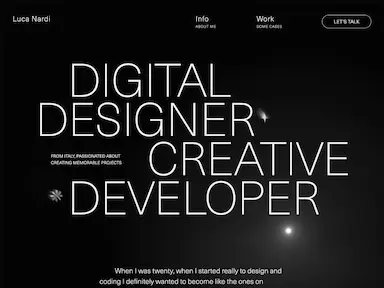 Luca Nardi
Info
ABOUT ME
Work
SOME CASES
LET'S TALK
DIGITAL
DESIGNER
FROM ITALY, PASSIONATED ABOUT
CREATING MEMORABLE PROJECTS
CREATIVE
DEVELOPER
When I was twenty, when I started really to design and
coding I definitely wanted to become like the ones on